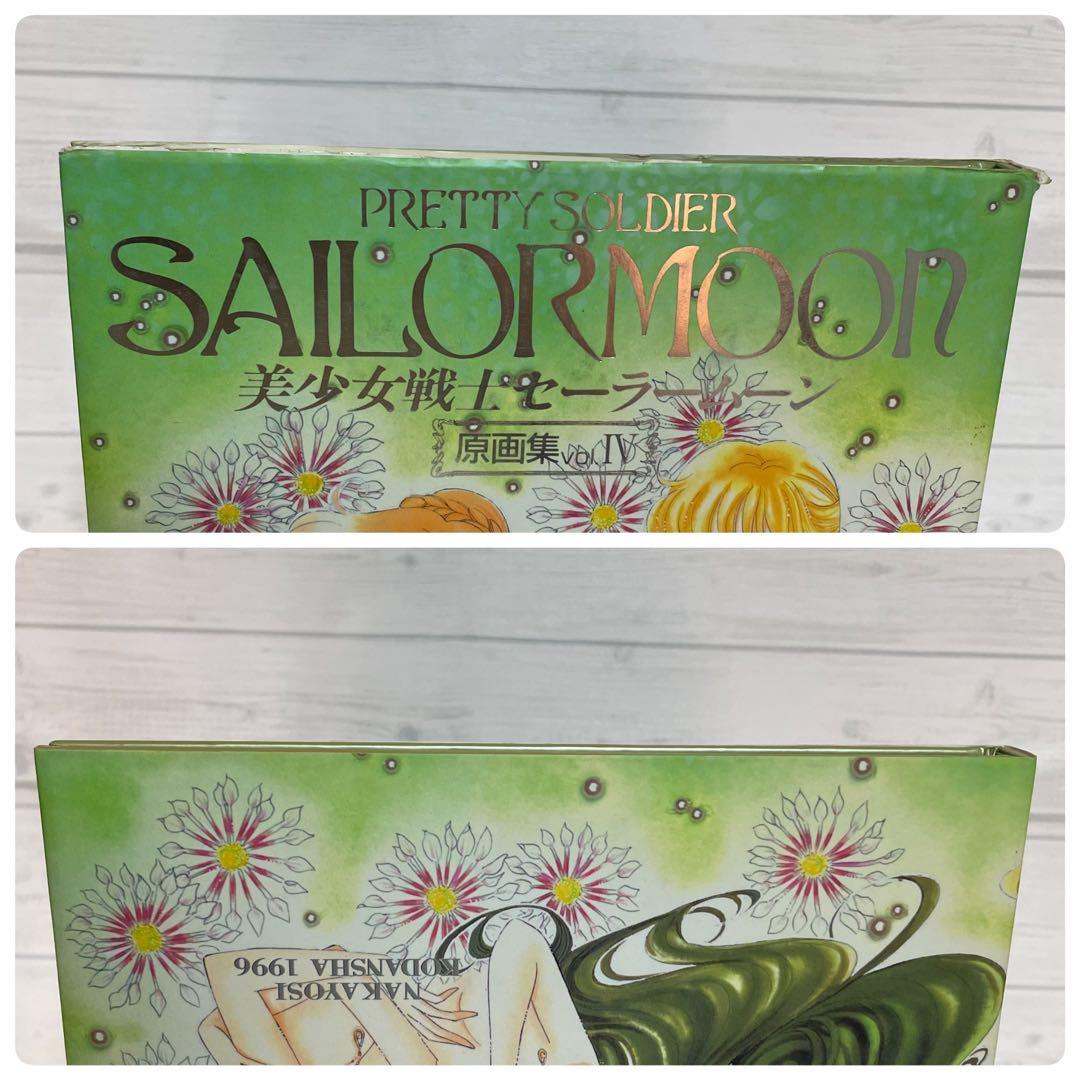 PRETTY SOLDIER
SAILORMOON
美少女戦士セーラームーン
原画集 vol.IV
NAKAYOSI
KODANSHA 1996